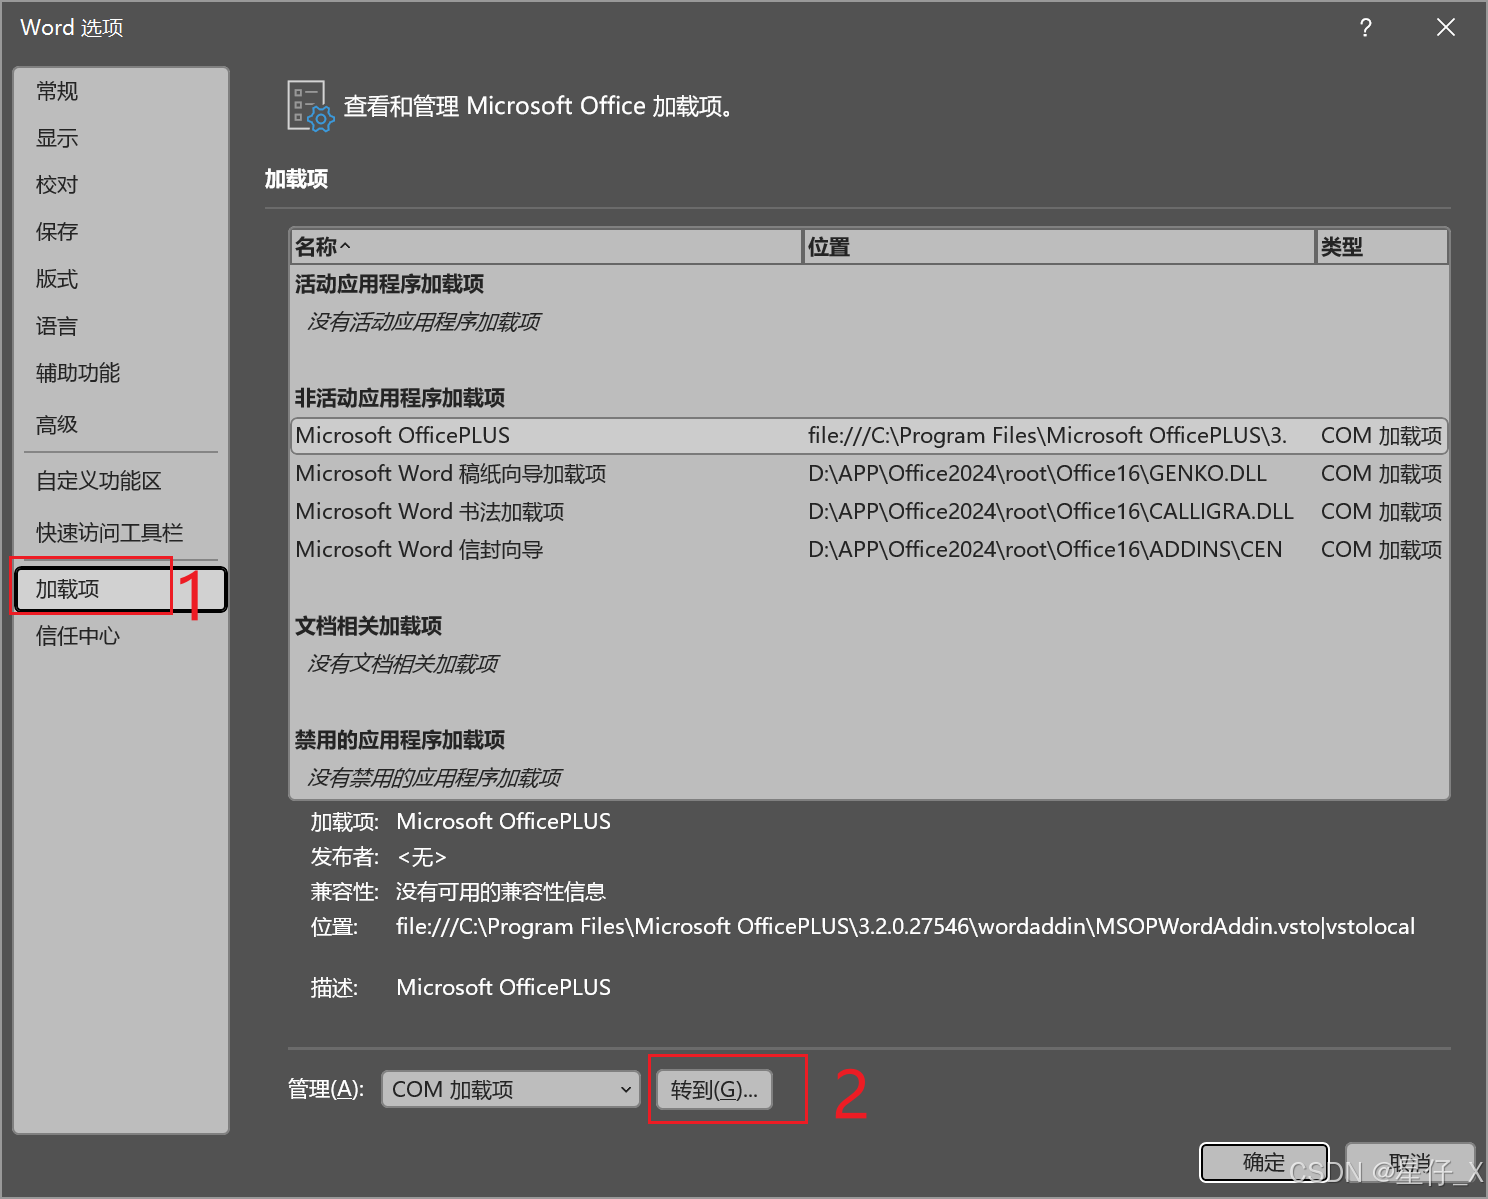 Word 选项
?
常规
显示
校对
保存
版式
语言
辅助功能
高级
自定义功能区
快速访问工具栏
加载项 1
信任中心
查看和管理 Microsoft Office 加载项。
加载项
名称 位置 类型
活动应用程序加载项
没有活动应用程序加载项
非活动应用程序加载项
Microsoft OfficePLUS file:///C:\Program Files\Microsoft OfficePLUS\3. COM 加载项
Microsoft Word 稿纸向导加载项 D:\APP\Office2024\root\Office16\GENKO.DLL COM 加载项
Microsoft Word 书法加载项 D:\APP\Office2024\root\Office16\CALLIGRA.DLL COM 加载项
Microsoft Word 信封向导 D:\APP\Office2024\root\Office16\ADDINS\CEN COM 加载项
文档相关加载项
没有文档相关加载项
禁用的应用程序加载项
没有禁用的应用程序加载项
加载项: Microsoft OfficePLUS
发布者: <无>
兼容性: 没有可用的兼容性信息
位置: file:///C:\Program Files\Microsoft OfficePLUS\3.2.0.27546\wordaddin\MSOPWordAddin.vsto|vstolocal
描述: Microsoft OfficePLUS
管理(A): COM 加载项 转到(G)... 2
确定 取消
CSDN @星仔_X